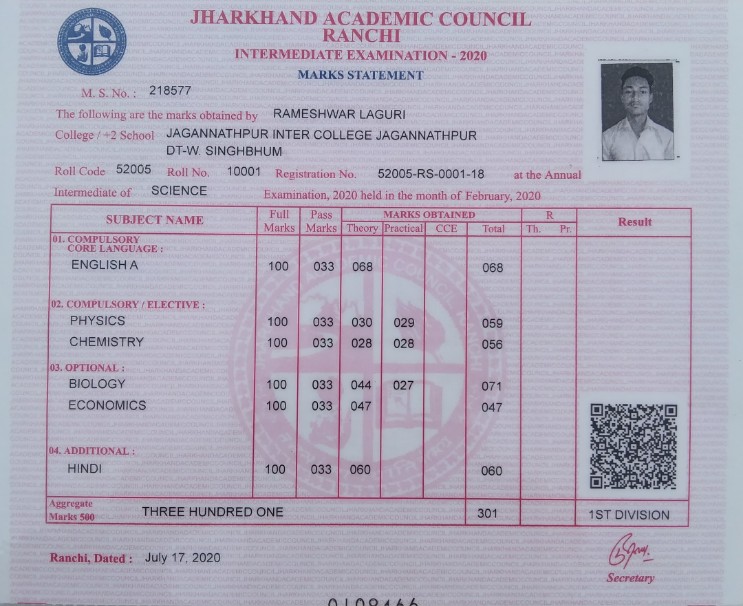 JHARKHAND ACADEMIC COUNCIL
RANCHI
INTERMEDIATE EXAMINATION - 2020
MARKS STATEMENT
M. S. No. : 218577
The following are the marks obtained by RAMESHWAR LAGURI
College / +2 School JAGANNATHPUR INTER COLLEGE JAGANNATHPUR
DT-W. SINGHBHUM
Roll Code 52005 Roll No. 10001 Registration No. 52005-RS-0001-18 at the Annual
Intermediate of SCIENCE Examination, 2020 held in the month of February, 2020
SUBJECT NAME Full Marks Pass Marks MARKS OBTAINED R Result
Theory Practical CCE Total Th. Pr.
01. COMPULSORY
CORE LANGUAGE :
ENGLISH A 100 033 068 068
02. COMPULSORY / ELECTIVE :
PHYSICS 100 033 030 029 059
CHEMISTRY 100 033 028 028 056
03. OPTIONAL :
BIOLOGY 100 033 044 027 071
ECONOMICS 100 033 047 047
04. ADDITIONAL :
HINDI 100 033 060 060
Aggregate
Marks 500 THREE HUNDRED ONE 301 1ST DIVISION
Ranchi, Dated : July 17, 2020
Secretary